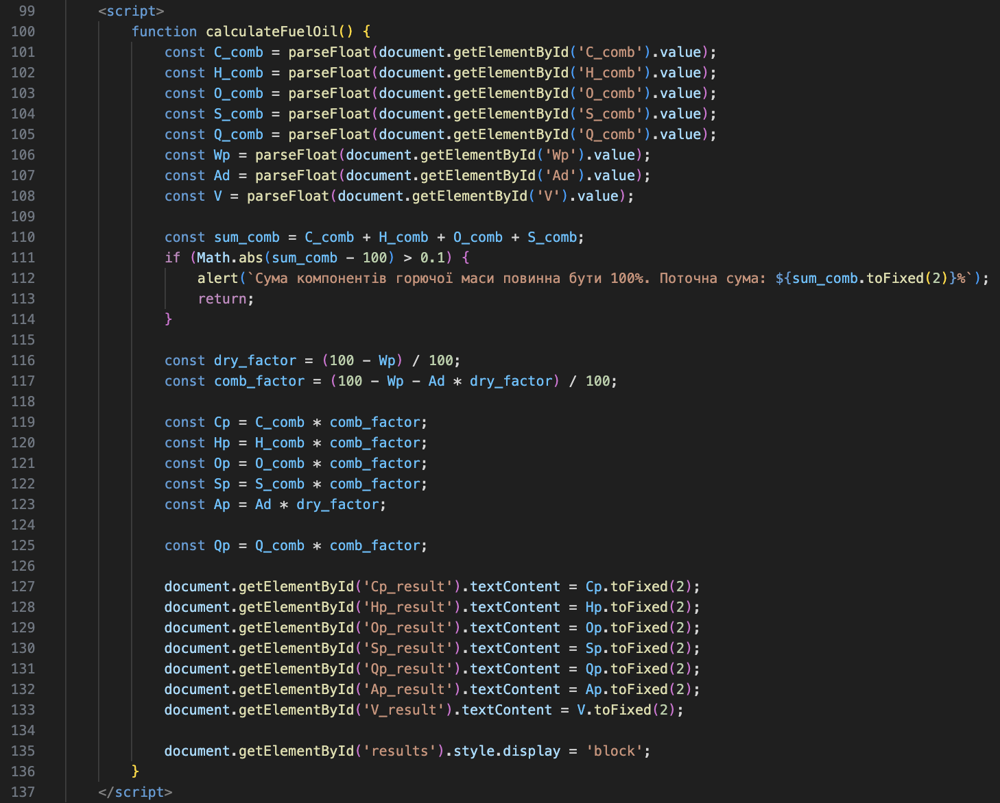 99 <script>
100 function calculateFuelOil() {
101 const C_comb = parseFloat(document.getElementById('C_comb').value);
102 const H_comb = parseFloat(document.getElementById('H_comb').value);
103 const O_comb = parseFloat(document.getElementById('O_comb').value);
104 const S_comb = parseFloat(document.getElementById('S_comb').value);
105 const Q_comb = parseFloat(document.getElementById('Q_comb').value);
106 const Wp = parseFloat(document.getElementById('Wp').value);
107 const Ad = parseFloat(document.getElementById('Ad').value);
108 const V = parseFloat(document.getElementById('V').value);
109
110 const sum_comb = C_comb + H_comb + O_comb + S_comb;
111 if (Math.abs(sum_comb - 100) > 0.1) {
112 alert(`Сума компонентів горючої маси повинна бути 100%. Поточна сума: ${sum_comb.toFixed(2)}%`);
113 return;
114 }
115
116 const dry_factor = (100 - Wp) / 100;
117 const comb_factor = (100 - Wp - Ad * dry_factor) / 100;
118
119 const Cp = C_comb * comb_factor;
120 const Hp = H_comb * comb_factor;
121 const Op = O_comb * comb_factor;
122 const Sp = S_comb * comb_factor;
123 const Ap = Ad * dry_factor;
124
125 const Qp = Q_comb * comb_factor;
126
127 document.getElementById('Cp_result').textContent = Cp.toFixed(2);
128 document.getElementById('Hp_result').textContent = Hp.toFixed(2);
129 document.getElementById('Op_result').textContent = Op.toFixed(2);
130 document.getElementById('Sp_result').textContent = Sp.toFixed(2);
131 document.getElementById('Qp_result').textContent = Qp.toFixed(2);
132 document.getElementById('Ap_result').textContent = Ap.toFixed(2);
133 document.getElementById('V_result').textContent = V.toFixed(2);
134
135 document.getElementById('results').style.display = 'block';
136 }
137 </script>